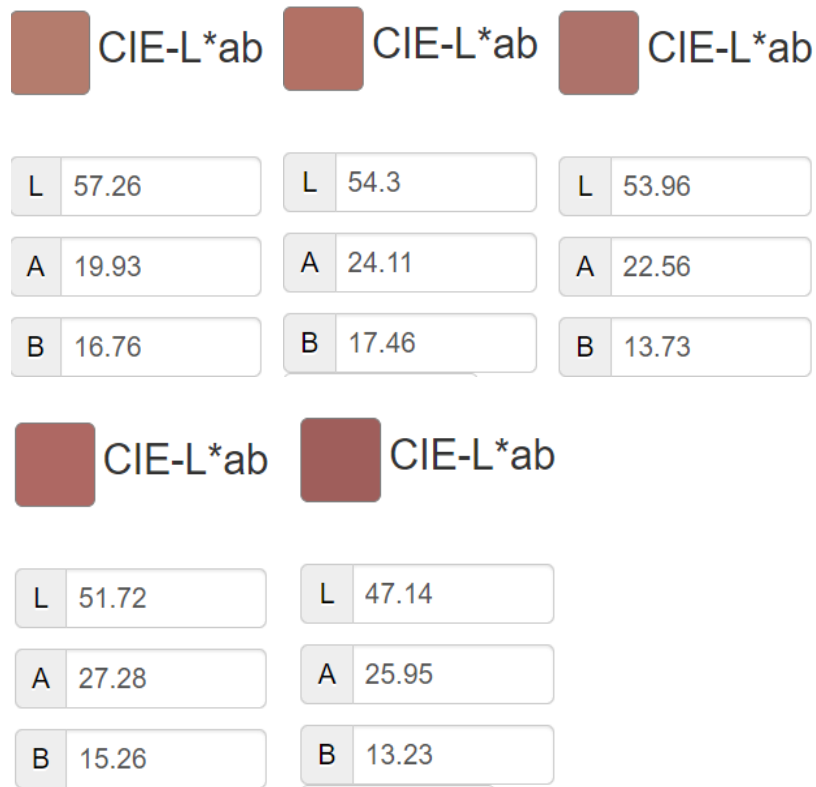 CIE-L*ab
L 57.26
A 19.93
B 16.76
CIE-L*ab
L 54.3
A 24.11
B 17.46
CIE-L*ab
L 53.96
A 22.56
B 13.73
CIE-L*ab
L 51.72
A 27.28
B 15.26
CIE-L*ab
L 47.14
A 25.95
B 13.23